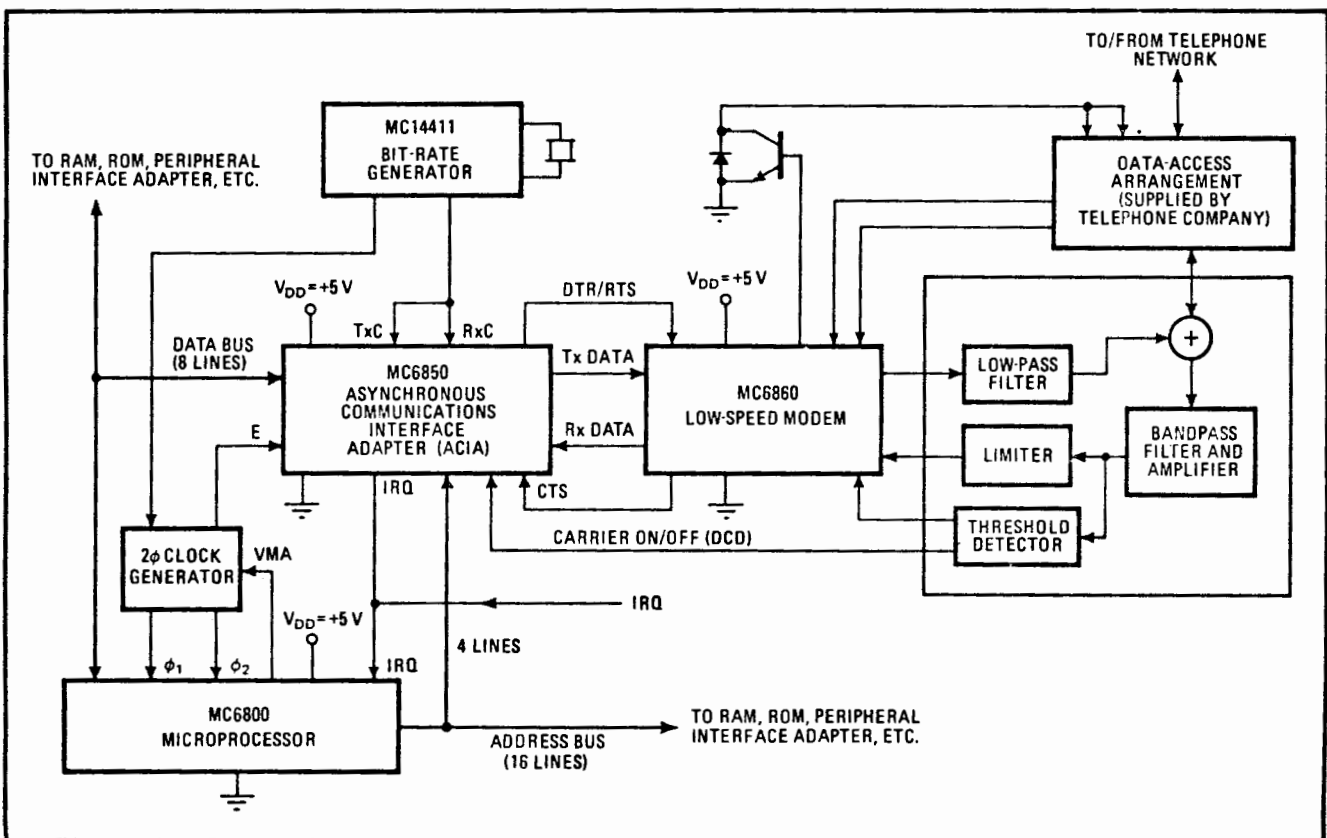 TO/FROM TELEPHONE
NETWORK
MC14411
BIT-RATE
GENERATOR
TO RAM, ROM, PERIPHERAL
INTERFACE ADAPTER, ETC.
DATA-ACCESS
ARRANGEMENT
(SUPPLIED BY
TELEPHONE COMPANY)
VDD = +5 V
DTR/RTS
VDD = +5 V
TxC
RxC
DATA BUS
(8 LINES)
MC6850
ASYNCHRONOUS
COMMUNICATIONS
INTERFACE
ADAPTER (ACIA)
Tx DATA
Rx DATA
MC6860
LOW-SPEED MODEM
LOW-PASS
FILTER
+
LIMITER
BANDPASS
FILTER AND
AMPLIFIER
E
IRQ
CTS
CARRIER ON/OFF (DCD)
THRESHOLD
DETECTOR
2ϕ CLOCK
GENERATOR
VMA
VDD = +5 V
IRQ
4 LINES
ϕ1
ϕ2
IRQ
MC6800
MICROPROCESSOR
ADDRESS BUS
(16 LINES)
TO RAM, ROM, PERIPHERAL
INTERFACE ADAPTER, ETC.